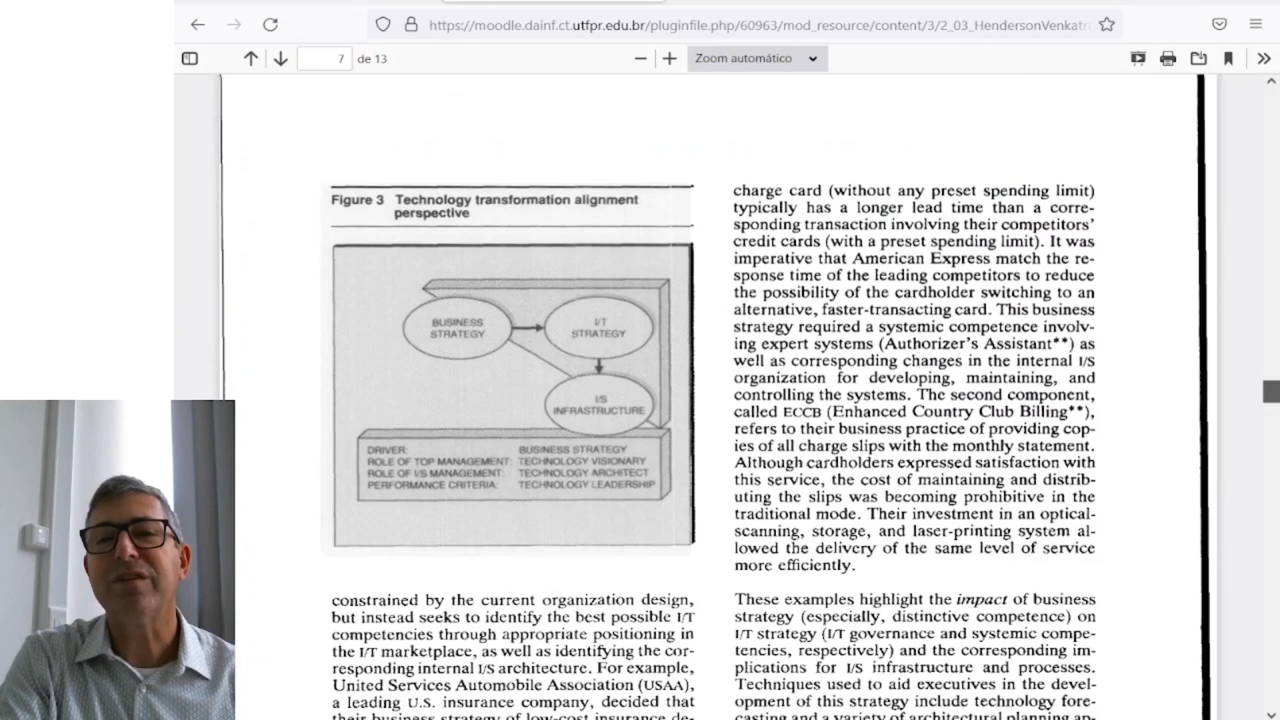 https://moodle.dainf.ct.utfpr.edu.br/pluginfile.php/60963/mod_resource/content/3/2_03_HendersonVenkatr
7 de 13
Zoom automático
Figure 3 Technology transformation alignment
perspective
BUSINESS
STRATEGY
I/T
STRATEGY
I/S
INFRASTRUCTURE
DRIVER: BUSINESS STRATEGY
ROLE OF TOP MANAGEMENT: TECHNOLOGY VISIONARY
ROLE OF I/S MANAGEMENT: TECHNOLOGY ARCHITECT
PERFORMANCE CRITERIA: TECHNOLOGY LEADERSHIP
constrained by the current organization design,
but instead seeks to identify the best possible I/T
competencies through appropriate positioning in
the I/T marketplace, as well as identifying the cor-
responding internal I/S architecture. For example,
United Services Automobile Association (USAA),
a leading U.S. insurance company, decided that
their business strategy of low-cost insurance de-
charge card (without any preset spending limit)
typically has a longer lead time than a corre-
sponding transaction involving their competitors'
credit cards (with a preset spending limit). It was
imperative that American Express match the re-
sponse time of the leading competitors to reduce
the possibility of the cardholder switching to an
alternative, faster-transacting card. This business
strategy required a systemic competence involv-
ing expert systems (Authorizer's Assistant**) as
well as corresponding changes in the internal I/S
organization for developing, maintaining, and
controlling the systems. The second component,
called ECCB (Enhanced Country Club Billing**),
refers to their business practice of providing cop-
ies of all charge slips with the monthly statement.
Although cardholders expressed satisfaction with
this service, the cost of maintaining and distrib-
uting the slips was becoming prohibitive in the
traditional mode. Their investment in an optical-
scanning, storage, and laser-printing system al-
lowed the delivery of the same level of service
more efficiently.
These examples highlight the impact of business
strategy (especially, distinctive competence) on
I/T strategy (I/T governance and systemic compe-
tencies, respectively) and the corresponding im-
plications for I/S infrastructure and processes.
Techniques used to aid executives in the devel-
opment of this strategy include technology fore-
casting and a variety of architectural planning ap-